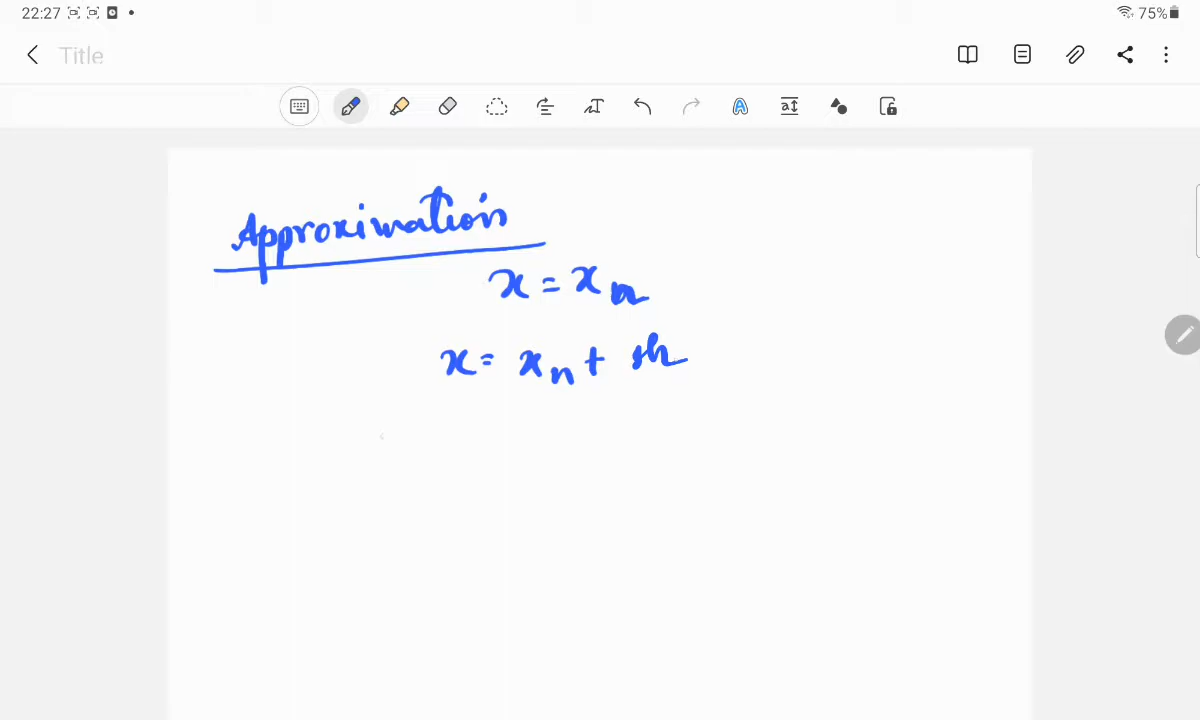 22:27
75%
Title
Approximation
x = xn
x = xn + sh